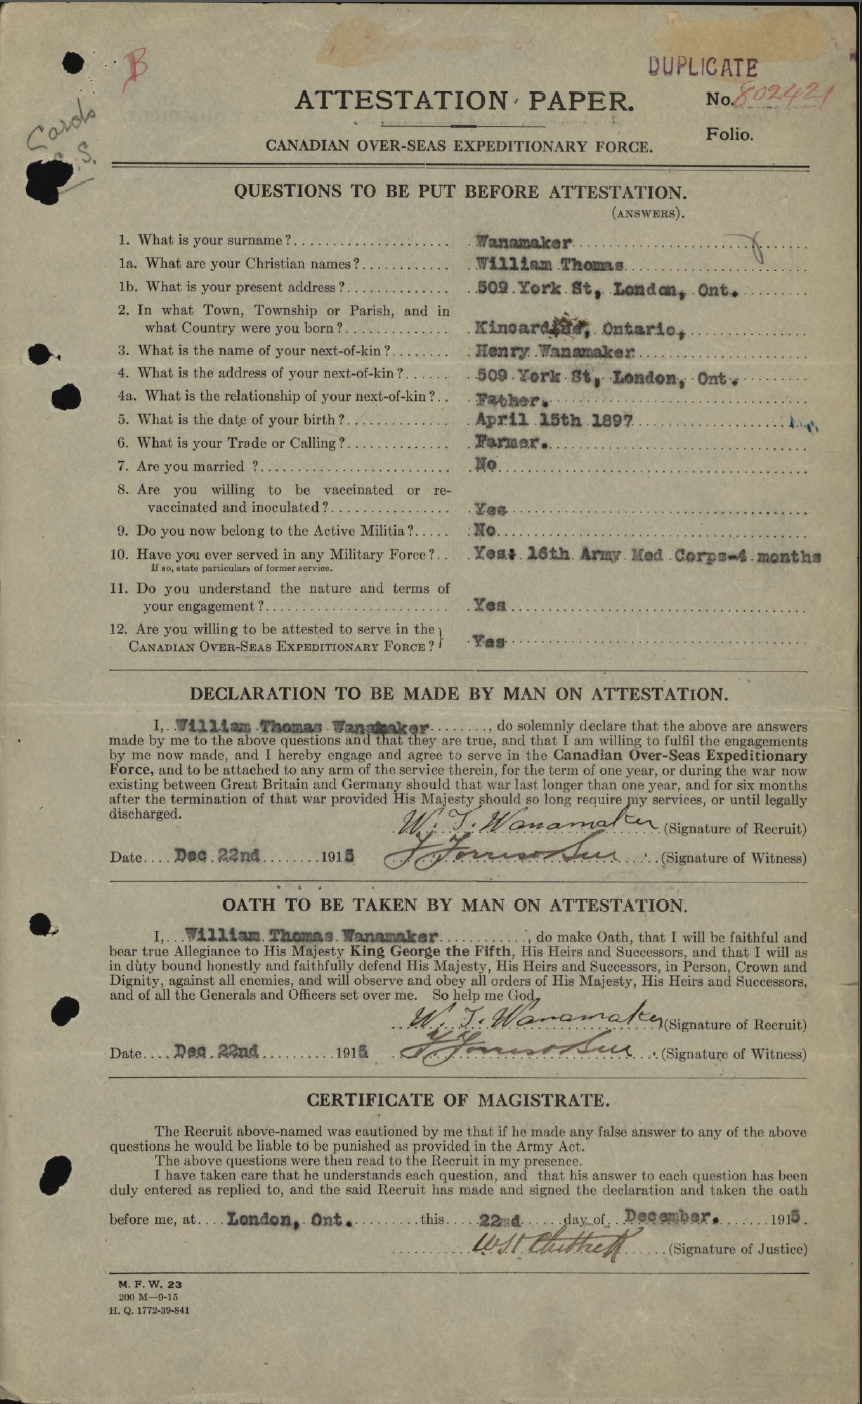 B
DUPLICATE
ATTESTATION PAPER.
No. 802421
Folio.
Cards
CANADIAN OVER-SEAS EXPEDITIONARY FORCE.
QUESTIONS TO BE PUT BEFORE ATTESTATION.
(ANSWERS).
1. What is your surname?.................... Wanamaker
1a. What are your Christian names?............ William Thomas
1b. What is your present address?.............. 509 York St, London, Ont.
2. In what Town, Township or Parish, and in
what Country were you born?............. Kincardine, Ontario,
3. What is the name of your next-of-kin?........ Henry Wanamaker
4. What is the address of your next-of-kin?...... 509 York St, London, Ont.
4a. What is the relationship of your next-of-kin?.. Father.
5. What is the date of your birth?.............. April 15th 1897
6. What is your Trade or Calling?.............. Farmer.
7. Are you married ?.......................... No
8. Are you willing to be vaccinated or re-
vaccinated and inoculated?................ Yes
9. Do you now belong to the Active Militia?..... No
10. Have you ever served in any Military Force?.. Yes. 16th Army Med Corps-4 months
If so, state particulars of former service.
11. Do you understand the nature and terms of
your engagement?........................ Yes
12. Are you willing to be attested to serve in the
CANADIAN OVER-SEAS EXPEDITIONARY FORCE? Yes
DECLARATION TO BE MADE BY MAN ON ATTESTATION.
I, William Thomas Wanamaker........, do solemnly declare that the above are answers
made by me to the above questions and that they are true, and that I am willing to fulfil the engagements
by me now made, and I hereby engage and agree to serve in the Canadian Over-Seas Expeditionary
Force, and to be attached to any arm of the service therein, for the term of one year, or during the war now
existing between Great Britain and Germany should that war last longer than one year, and for six months
after the termination of that war provided His Majesty should so long require my services, or until legally
discharged.
W. T. Wanamaker (Signature of Recruit)
Date.... Dec 22nd........1915 (Signature of Witness)
OATH TO BE TAKEN BY MAN ON ATTESTATION.
I,... William Thomas Wanamaker............, do make Oath, that I will be faithful and
bear true Allegiance to His Majesty King George the Fifth, His Heirs and Successors, and that I will as
in duty bound honestly and faithfully defend His Majesty, His Heirs and Successors, in Person, Crown and
Dignity, against all enemies, and will observe and obey all orders of His Majesty, His Heirs and Successors,
and of all the Generals and Officers set over me. So help me God.
W. T. Wanamaker (Signature of Recruit)
Date.... Dec 22nd..........1915 (Signature of Witness)
CERTIFICATE OF MAGISTRATE.
The Recruit above-named was cautioned by me that if he made any false answer to any of the above
questions he would be liable to be punished as provided in the Army Act.
The above questions were then read to the Recruit in my presence.
I have taken care that he understands each question, and that his answer to each question has been
duly entered as replied to, and the said Recruit has made and signed the declaration and taken the oath
before me, at.... London, Ont..........this..... 22nd......day of.. December........1915.
(Signature of Justice)
M. F. W. 23
200 M—9-15
H. Q. 1772-39-841